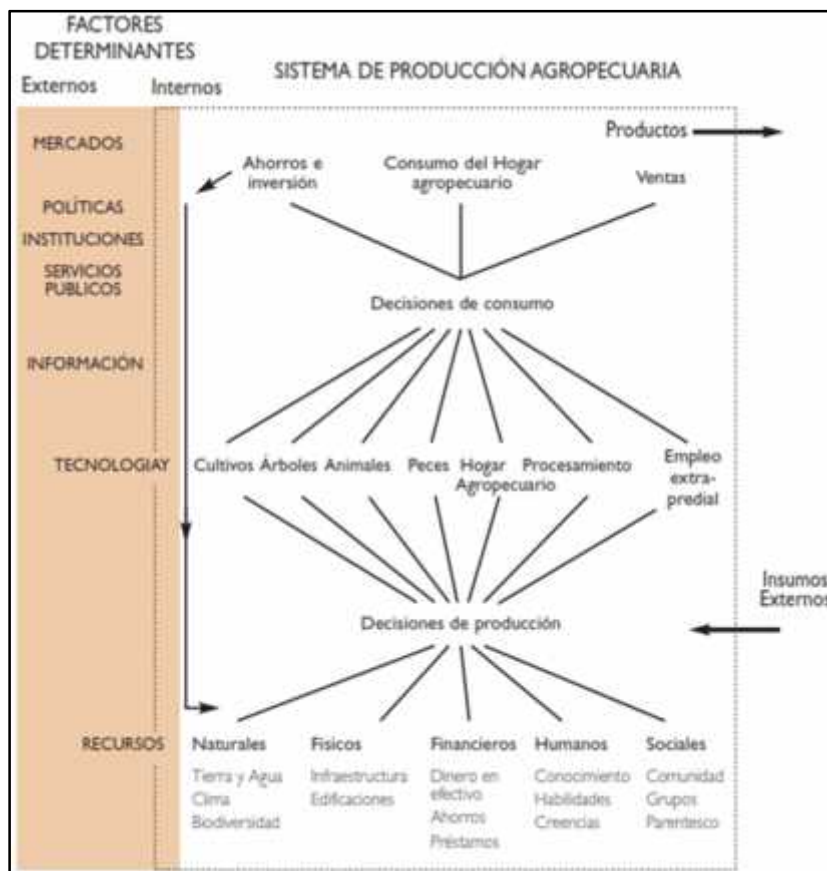 FACTORES
DETERMINANTES
Externos
Internos
SISTEMA DE PRODUCCIÓN AGROPECUARIA
MERCADOS
Productos
Ahorros e
inversión
Consumo del Hogar
agropecuario
Ventas
POLÍTICAS
INSTITUCIONES
SERVICIOS
PUBLICOS
Decisiones de consumo
INFORMACIÓN
TECNOLOGIAY
Cultivos
Árboles
Animales
Peces
Hogar
Agropecuario
Procesamiento
Empleo
extra-
predial
Insumos
Externos
Decisiones de producción
RECURSOS
Naturales
Tierra y Agua
Clima
Biodiversidad
Fisicos
Infraestructura
Edificaciones
Financieros
Dinero en
efectivo
Ahorros
Préstamos
Humanos
Conocimiento
Habilidades
Creencias
Sociales
Comunidad
Grupos
Parentesco